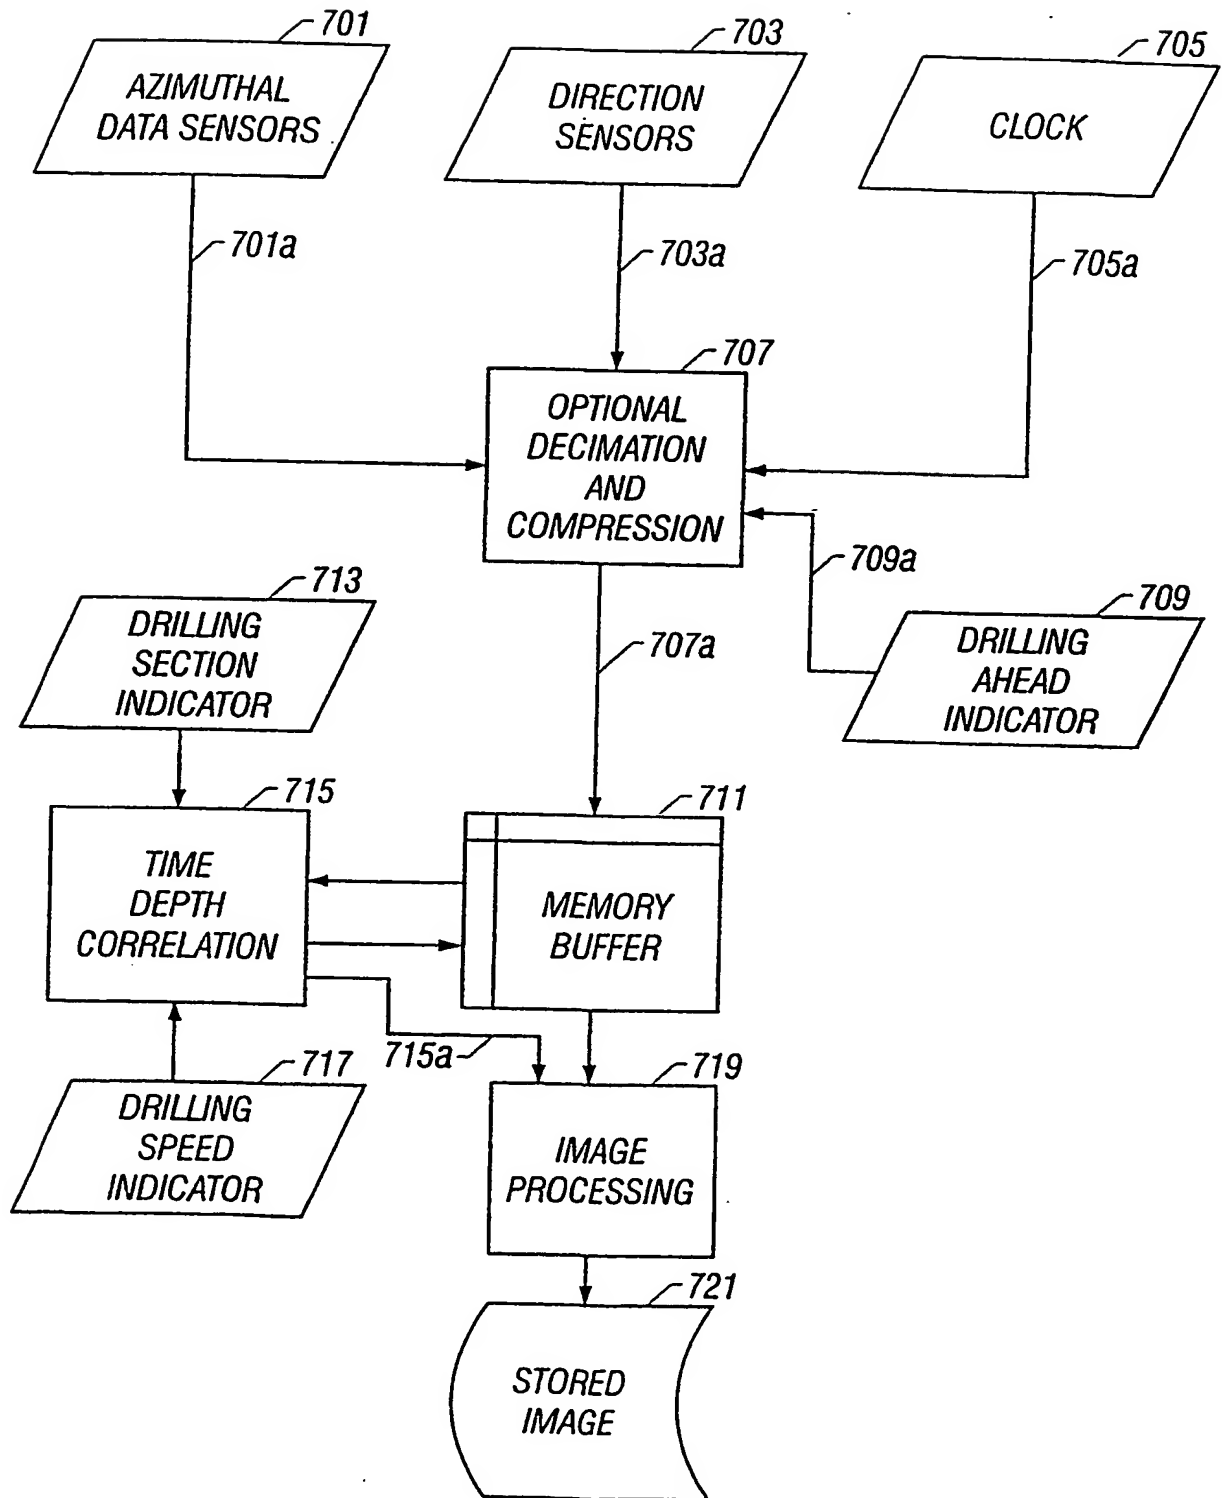 701
AZIMUTHAL
DATA SENSORS
703
DIRECTION
SENSORS
705
CLOCK
701a
703a
705a
707
OPTIONAL
DECIMATION
AND
COMPRESSION
709a
709
DRILLING
AHEAD
INDICATOR
713
DRILLING
SECTION
INDICATOR
707a
715
TIME
DEPTH
CORRELATION
711
MEMORY
BUFFER
715a
717
DRILLING
SPEED
INDICATOR
719
IMAGE
PROCESSING
721
STORED
IMAGE